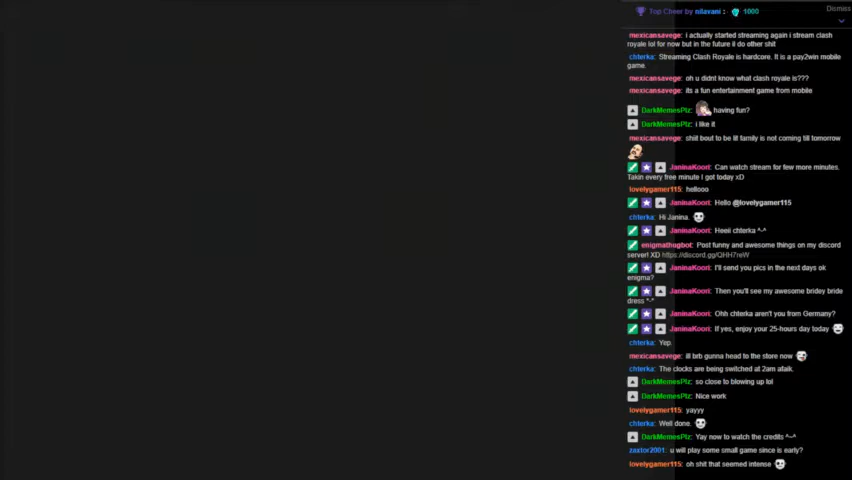 Dismiss
Top Cheer by nilavani : 1000
mexicansavege: i actually started streaming again i stream clash
royale lol for now but in the future il do other shit
chterka: Streaming Clash Royale is hardcore. It is a pay2win mobile
game.
mexicansavege: oh u didnt know what clash royale is???
mexicansavege: its a fun entertainment game from mobile
DarkMemesPlz: having fun?
DarkMemesPlz: i like it
mexicansavege: shiit bout to be lit family is not coming till tomorrow
JaninaKoori: Can watch stream for few more minutes.
Takin every free minute I got today xD
lovelygamer115: hellooo
JaninaKoori: Hello @lovelygamer115
chterka: Hi Janina.
JaninaKoori: Heeii chterka ^-^
enigmathogbot: Post funny and awesome things on my discord
server! XD https://discord.gg/QHH7reW
JaninaKoori: I'll send you pics in the next days ok
enigma?
JaninaKoori: Then you'll see my awesome bridey bride
dress ^-^
JaninaKoori: Ohh chterka aren't you from Germany?
JaninaKoori: If yes, enjoy your 25-hours day today
chterka: Yep.
mexicansavege: ill brb gunna head to the store now
chterka: The clocks are being switched at 2am afaik.
DarkMemesPlz: so close to blowing up lol
DarkMemesPlz: Nice work
lovelygamer115: yayyy
chterka: Well done.
DarkMemesPlz: Yay now to watch the credits ^~^
zaxtor2001: u will play some small game since is early?
lovelygamer115: oh shit that seemed intense